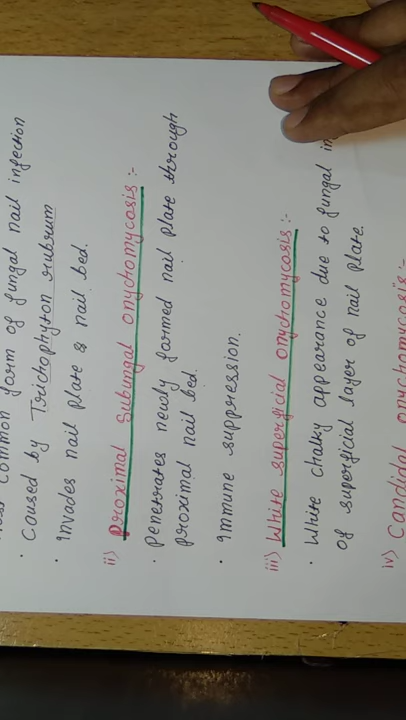 common form of fungal nail infection
• Caused by Trichophyton rubrum
• Invades nail plate & nail bed.
ii) Proximal Subungal onychomycosis :-
• Penetrates newly formed nail plate through
proximal nail bed.
• Immune suppression.
iii) White superficial onychomycosis :-
• White chalky appearance due to fungal
of superficial layer of nail plate.
iv) Candidal onychomycosis :-